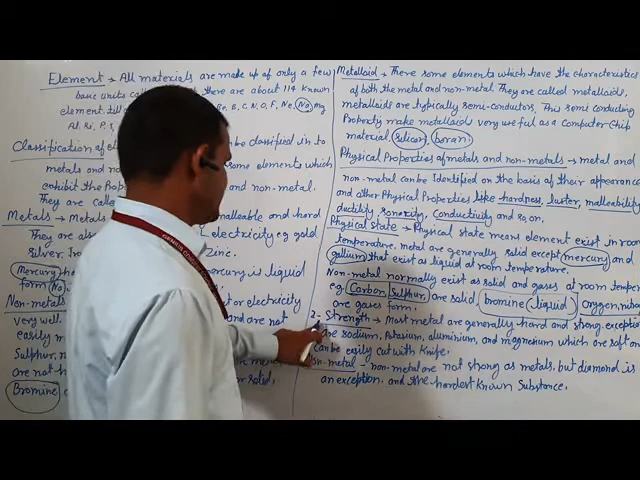 Element → All materials are make up of only a few
basic units called there are about 114 known
element. till Be, B, C, N, O, F, Ne, Na, mg
Al, Si, P, S
Classification of be classified in to
metals and no some elements which
exhibit the Prop and non-metal.
They are called
Metals → Metals malleable and hard
They are also electricity eg gold
Silver, Zinc.
Mercury mercury is liquid
form Na
Non-metals or electricity
very well. and are not
easily m
Sulphur, n
are not h solid,
Bromine
Metalloid → There some elements which have the characteristics
of both the metal and non-metal. They are called metalloids,
metalloids are typically semi-conductors, This semi conducting
Property make metalloid very useful as a Computer chip
material. silicon, boran.
Physical Properties of metals and non-metals → metal and
non-metal can be Identified on the basis of their appearance
and other Physical Properties like hardness, luster, malleability
ductility sonority, Conductivity and so, on.
Physical state → Physical state means element exist in room
temperature, metal are generally solid except mercury and
gallium that exist as liquid at room temperature.
Non-metal normally exist as solid and gases at room temper
eg. Carbon, Sulphur, are solid, bromine (liquid) oxygen, nitro
are gases form.
2- Strength → Most metal are generally hard and strong. exception
are sodium, Potasium, aluminium, and magnesium which are soft an
can be easily cut with Knife.
Non-metal - non-metal are not strong as metals, but diamond is
an exception. and the hardest Known Substance.